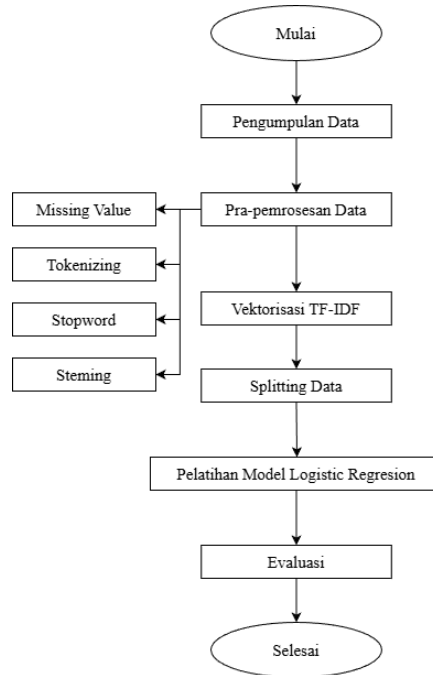 Mulai
Pengumpulan Data
Pra-pemrosesan Data
Missing Value
Tokenizing
Stopword
Steming
Vektorisasi TF-IDF
Splitting Data
Pelatihan Model Logistic Regresion
Evaluasi
Selesai